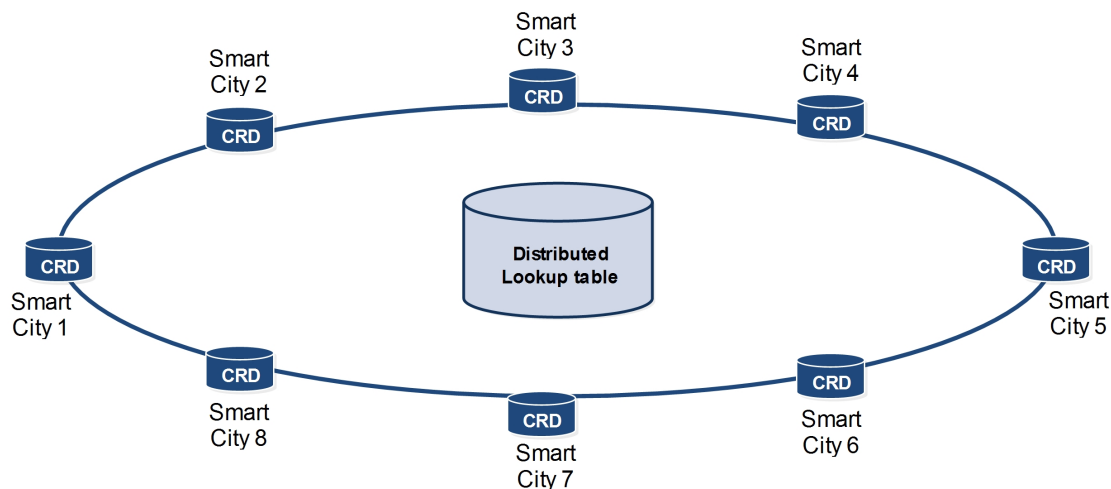 Smart
City 3
Smart
City 4
Smart
City 2
CRD
CRD
CRD
Distributed
Lookup table
CRD
CRD
Smart
City 1
Smart
City 5
CRD
CRD
CRD
Smart
City 8
Smart
City 6
Smart
City 7